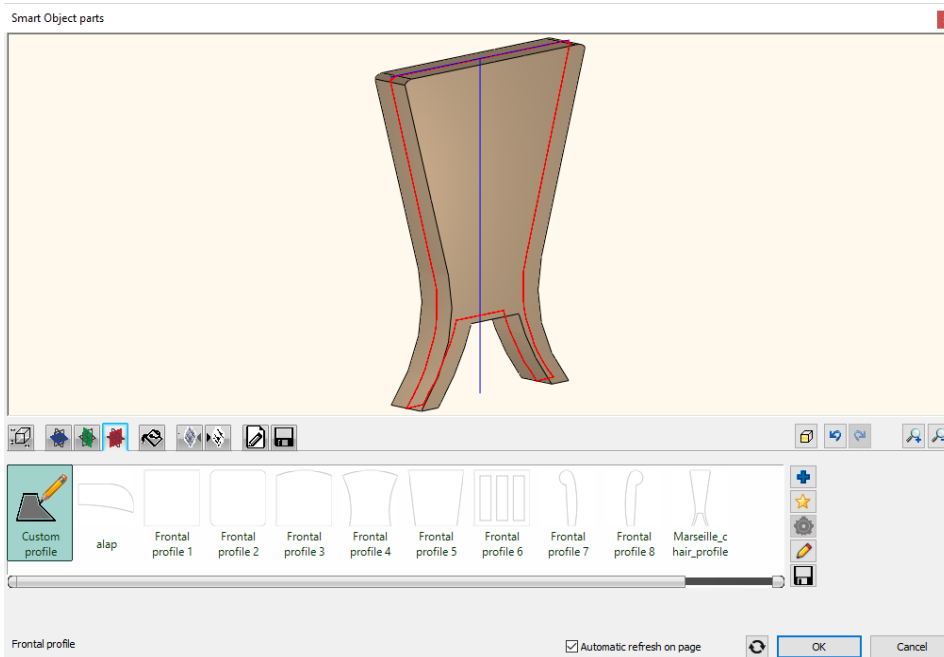 Smart Object parts
Custom
profile
alap
Frontal
profile 1
Frontal
profile 2
Frontal
profile 3
Frontal
profile 4
Frontal
profile 5
Frontal
profile 6
Frontal
profile 7
Frontal
profile 8
Marseille_c
hair_profile
Frontal profile
Automatic refresh on page
OK
Cancel